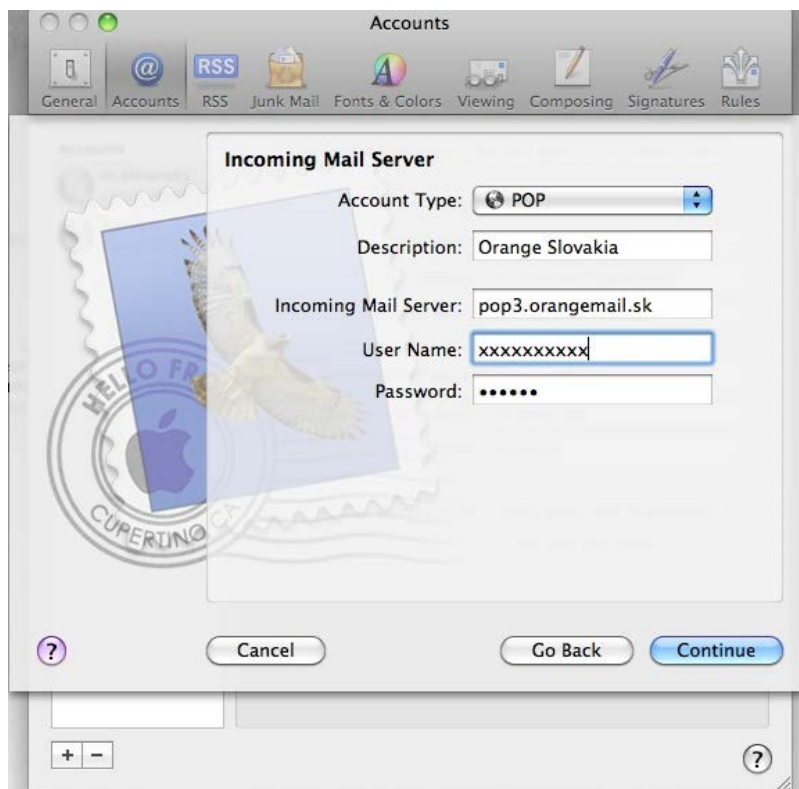 Accounts
RSS
General Accounts RSS Junk Mail Fonts & Colors Viewing Composing Signatures Rules
Incoming Mail Server
Account Type: POP
Description: Orange Slovakia
Incoming Mail Server: pop3.orangemail.sk
User Name: xxxxxxxxxx
Password: ••••••
HELLO FR
CUPERTINO CA
? Cancel Go Back Continue
+ − ?